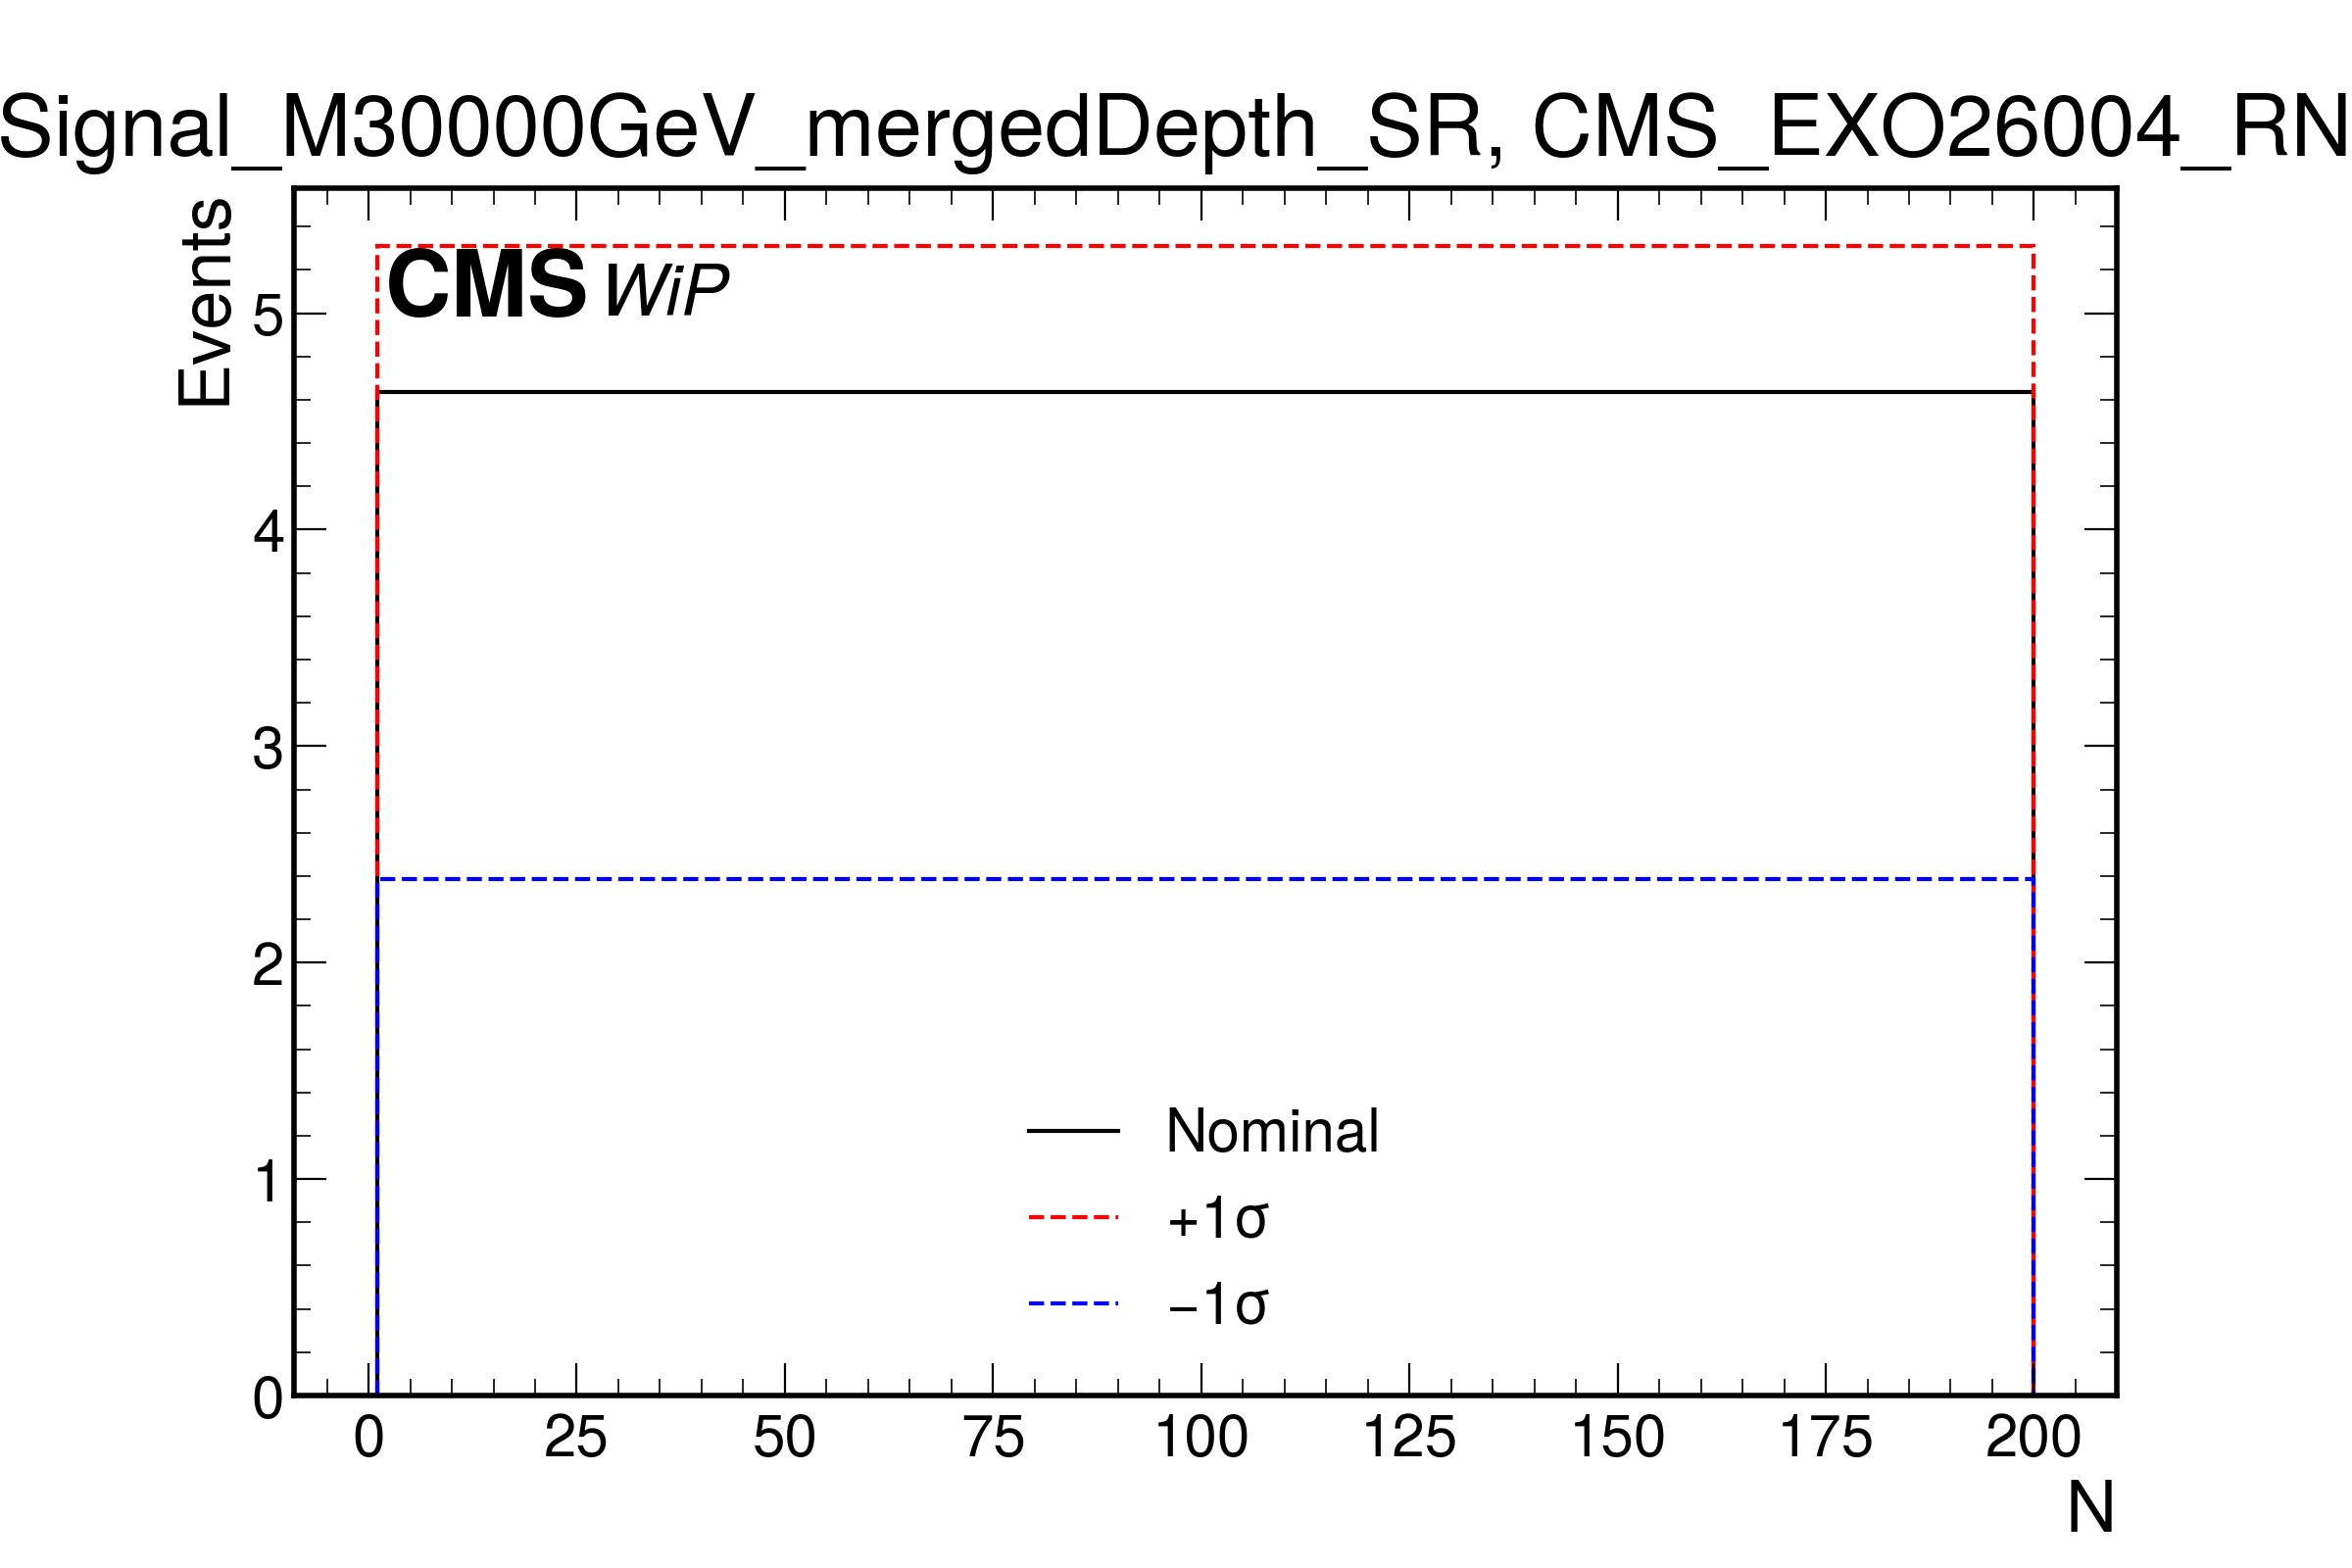 Signal_M30000GeV_mergedDepth_SR, CMS_EXO26004_RN
Events
CMS WiP
5
4
3
2
1
0
Nominal
+1σ
−1σ
0 25 50 75 100 125 150 175 200
N